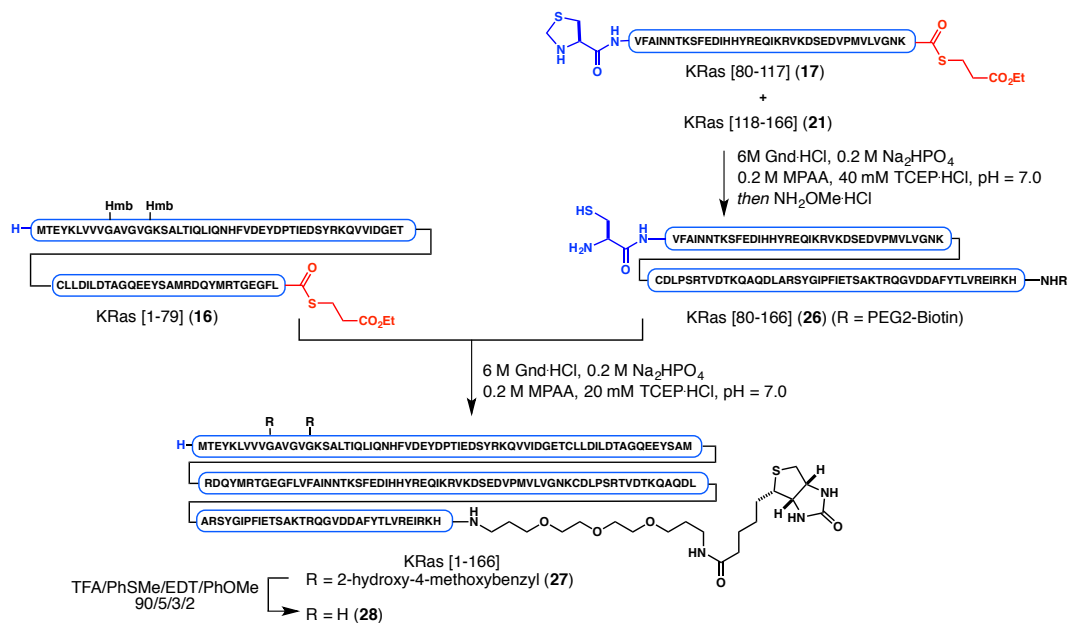 S
N
H
H
N
O
VFAINNTKSFEDIHHYREQIKRVKDSEDVPMVLVGNK
O
S
CO2Et
KRas [80-117] (17)
+
KRas [118-166] (21)
6M Gnd·HCl, 0.2 M Na2HPO4
0.2 M MPAA, 40 mM TCEP·HCl, pH = 7.0
then NH2OMe·HCl
Hmb Hmb
H MTEYKLVVVGAVGVGKSALTIQLIQNHFVDEYDPTIEDSYRKQVVIDGET
CLLDILDTAGQEEYSAMRDQYMRTGEGFL
O
S
CO2Et
KRas [1-79] (16)
HS
H2N
O
H
N
VFAINNTKSFEDIHHYREQIKRVKDSEDVPMVLVGNK
CDLPSRTVDTKQAQDLARSYGIPFIETSAKTRQGVDDAFYTLVREIRKH NHR
KRas [80-166] (26) (R = PEG2-Biotin)
6 M Gnd·HCl, 0.2 M Na2HPO4
0.2 M MPAA, 20 mM TCEP·HCl, pH = 7.0
R R
H MTEYKLVVVGAVGVGKSALTIQLIQNHFVDEYDPTIEDSYRKQVVIDGETCLLDILDTAGQEEYSAM
RDQYMRTGEGFLVFAINNTKSFEDIHHYREQIKRVKDSEDVPMVLVGNKCDLPSRTVDTKQAQDL
ARSYGIPFIETSAKTRQGVDDAFYTLVREIRKH
H
N
O
O
O
HN
O
S
H
H
NH
HN
O
KRas [1-166]
R = 2-hydroxy-4-methoxybenzyl (27)
TFA/PhSMe/EDT/PhOMe
90/5/3/2
R = H (28)